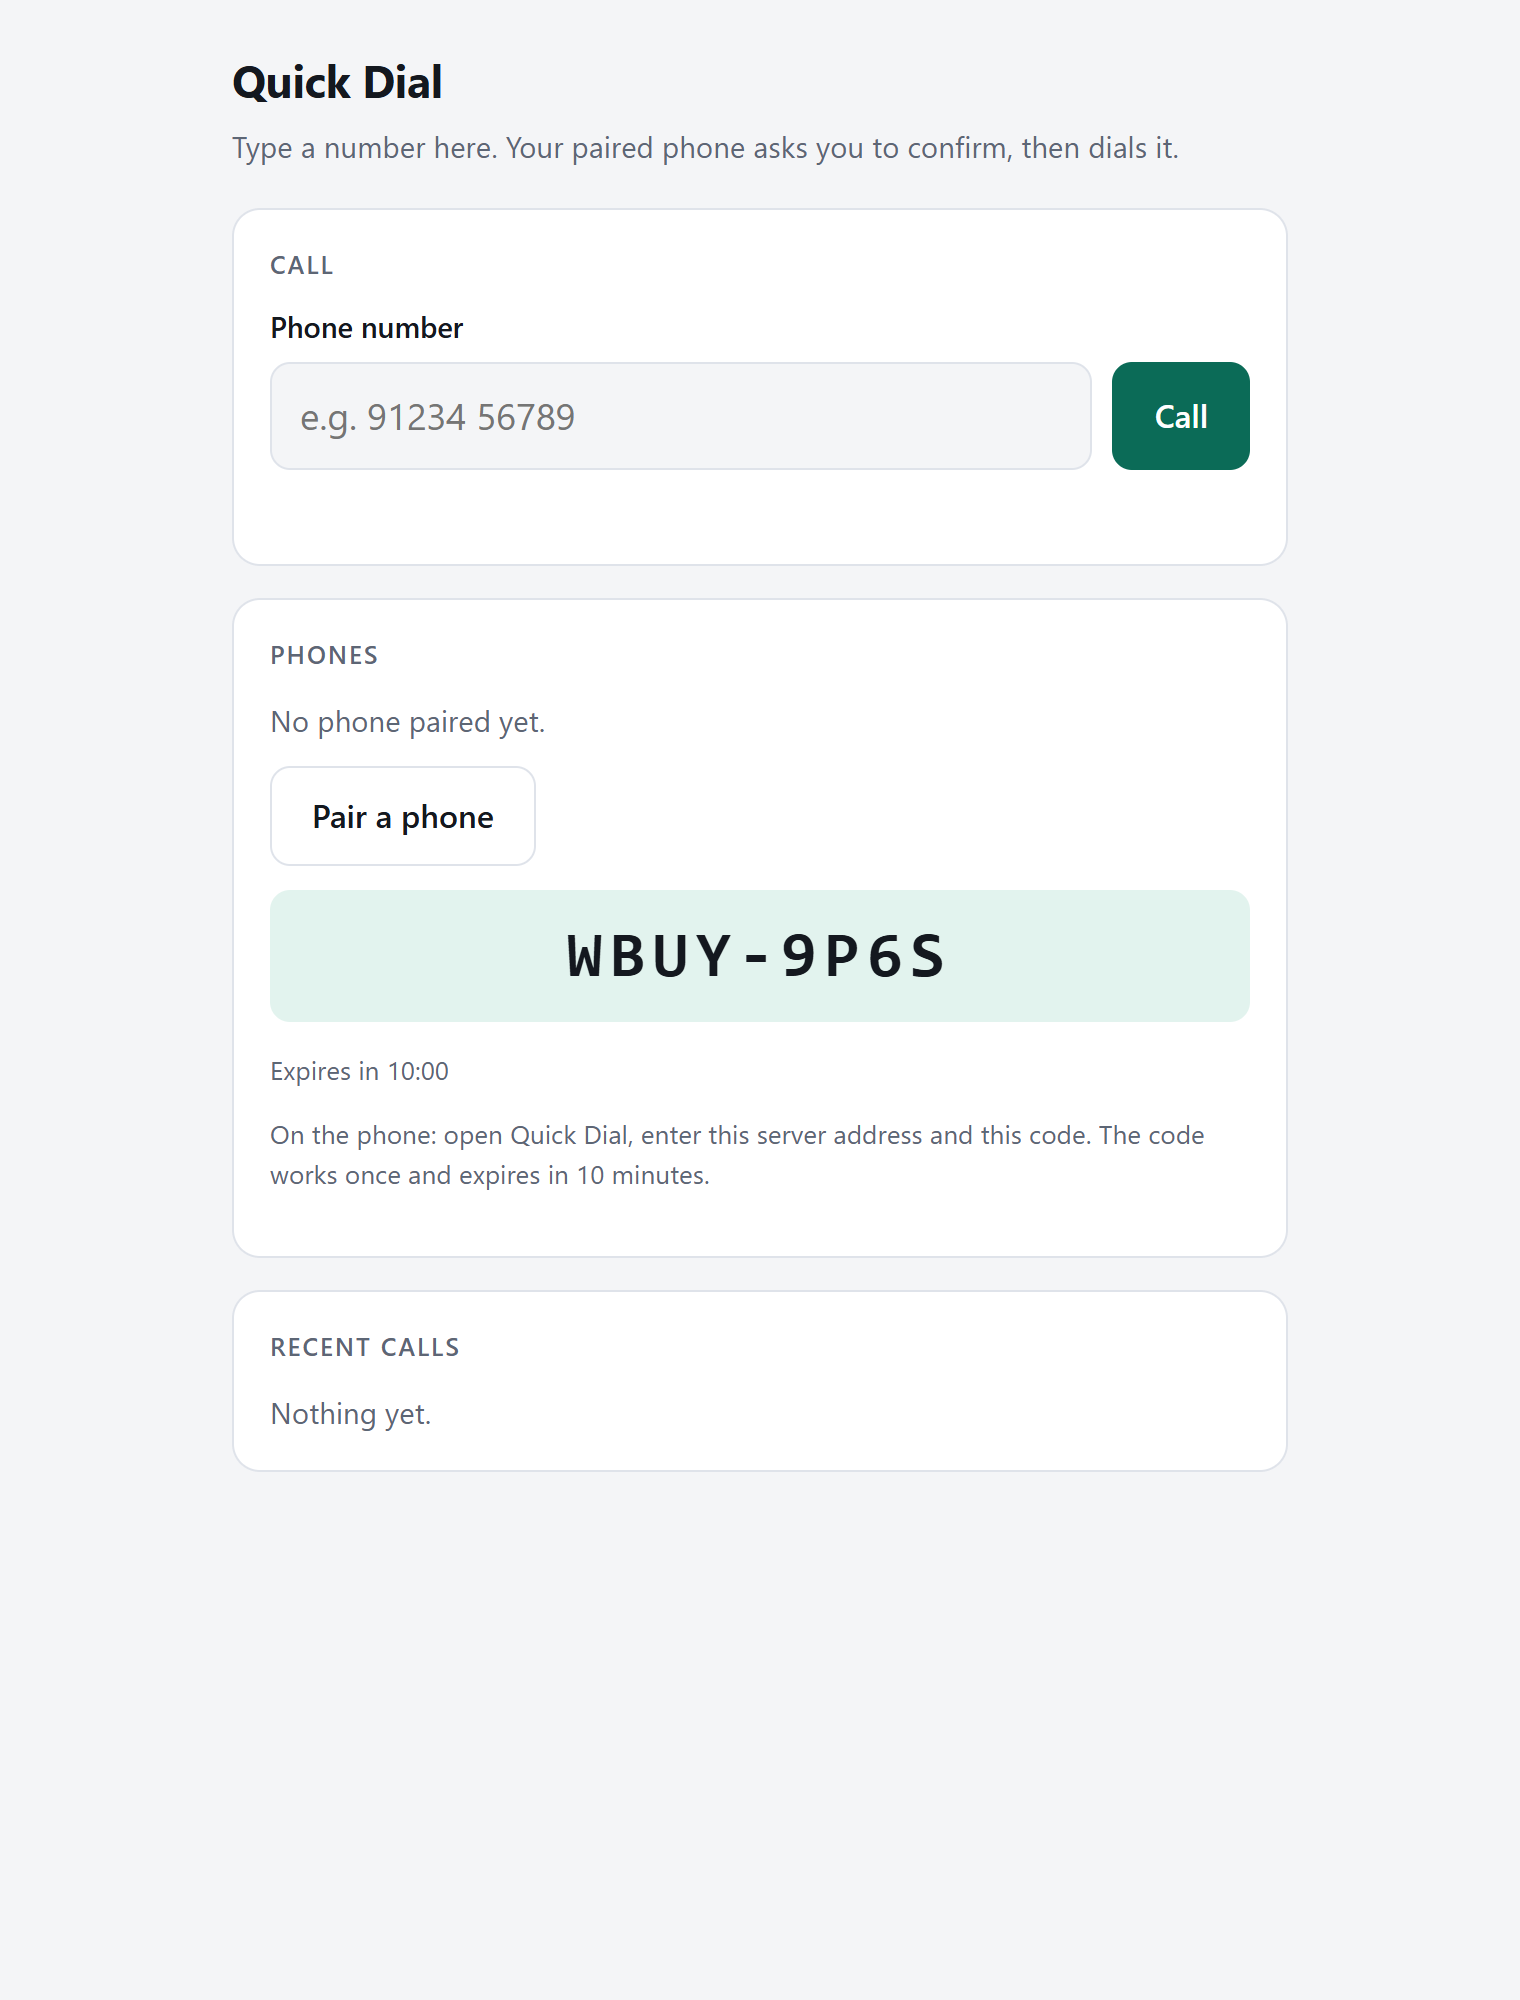 Quick Dial
Type a number here. Your paired phone asks you to confirm, then dials it.
CALL
Phone number
e.g. 91234 56789
Call
PHONES
No phone paired yet.
Pair a phone
WBUY-9P6S
Expires in 10:00
On the phone: open Quick Dial, enter this server address and this code. The code
works once and expires in 10 minutes.
RECENT CALLS
Nothing yet.